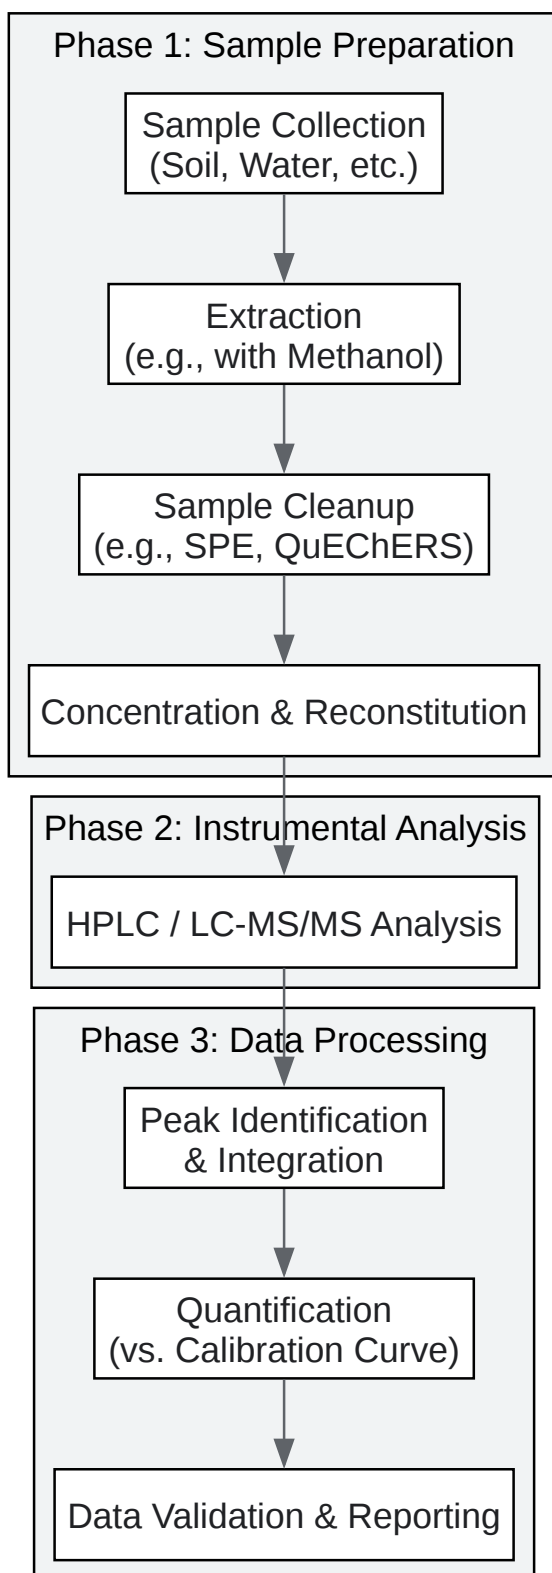 Phase 1: Sample Preparation
Sample Collection
(Soil, Water, etc.)
Extraction
(e.g., with Methanol)
Sample Cleanup
(e.g., SPE, QuEChERS)
Concentration & Reconstitution
Phase 2: Instrumental Analysis
HPLC / LC-MS/MS Analysis
Phase 3: Data Processing
Peak Identification
& Integration
Quantification
(vs. Calibration Curve)
Data Validation & Reporting